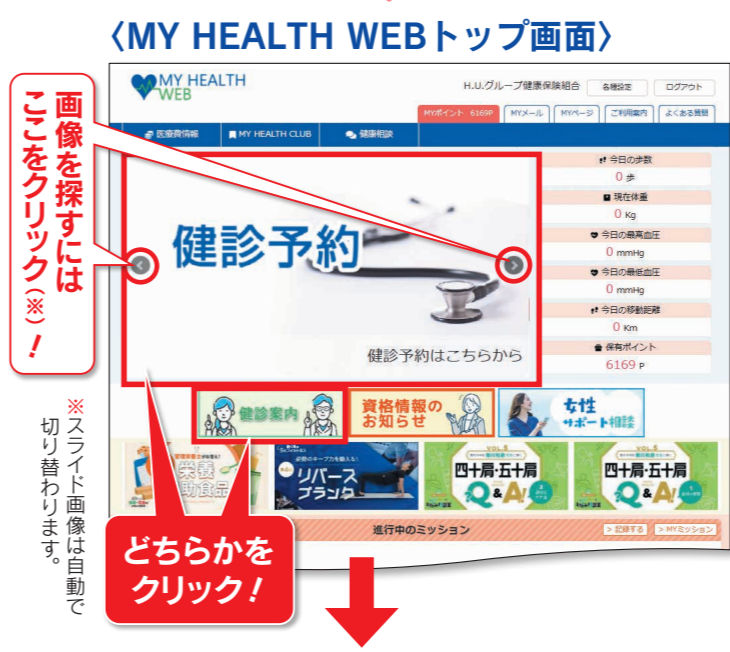 〈MY HEALTH WEBトップ画面〉
画像を探すには
ここをクリック(※)!
※スライド画像は自動で
切り替わります。
MY HEALTH
WEB
H.U.グループ健康保険組合
各種設定
ログアウト
MYポイント 6169P
MYメール
MYページ
ご利用案内
よくある質問
医療費情報
MY HEALTH CLUB
健康相談
健診予約
健診予約はこちらから
今日の歩数
0 歩
現在体重
0 Kg
今日の最高血圧
0 mmHg
今日の最低血圧
0 mmHg
今日の移動距離
0 Km
保有ポイント
6169 P
健診案内
資格情報の
お知らせ
女性
サポート相談
栄養
助食品
リバース
プランク
VOL.5
四十肩・五十肩
Q&A!
VOL.5
四十肩・五十肩
Q&A!
進行中のミッション
> 記録する
> MYミッション
どちらかを
クリック!